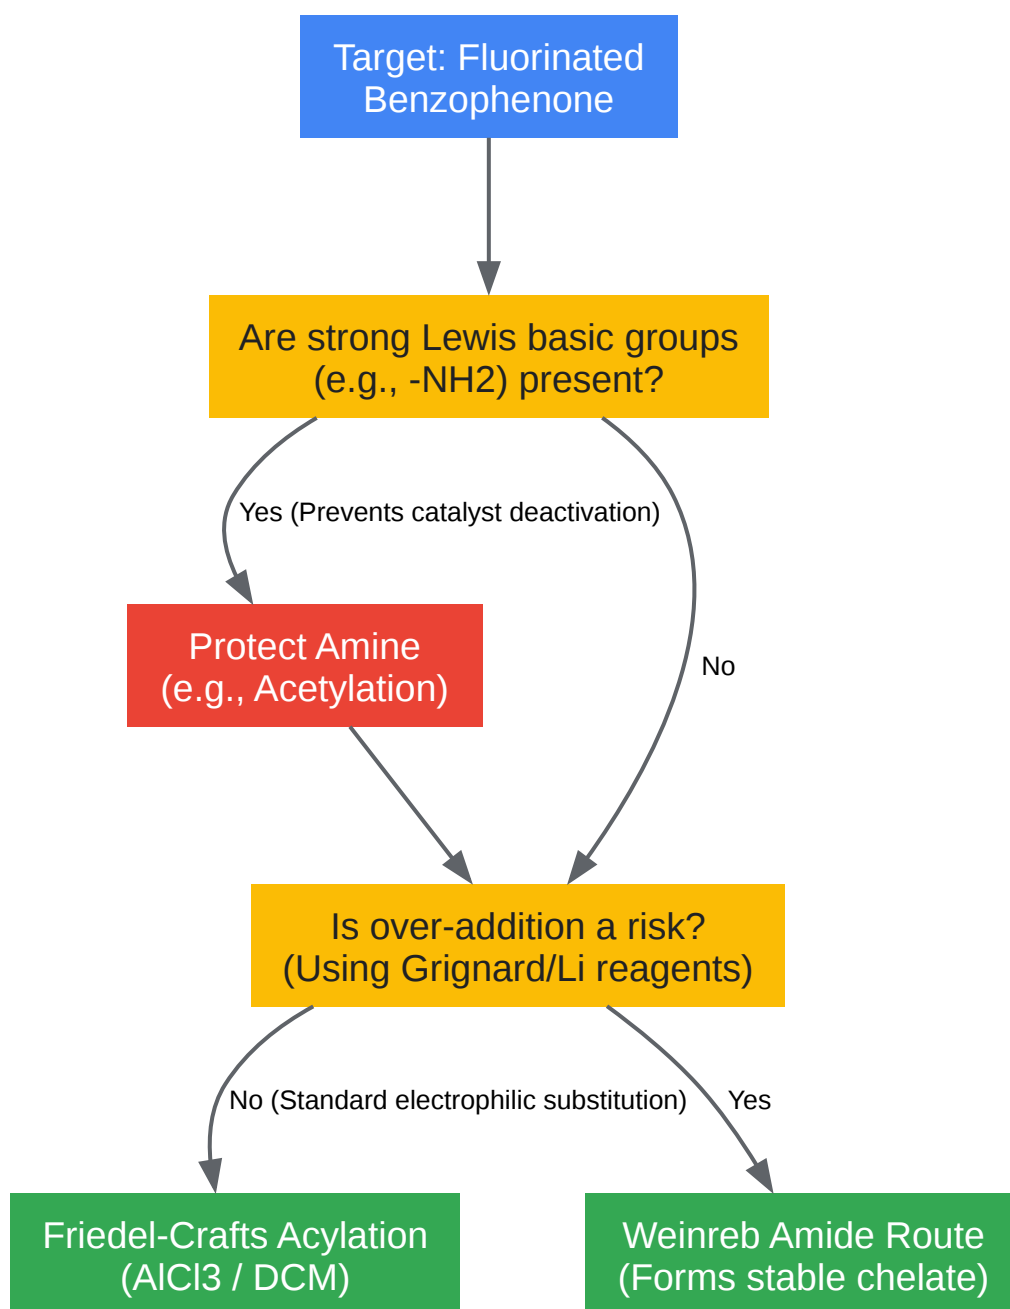 Target: Fluorinated
Benzophenone
Are strong Lewis basic groups
(e.g., -NH2) present?
Yes (Prevents catalyst deactivation)
Protect Amine
(e.g., Acetylation)
No
Is over-addition a risk?
(Using Grignard/Li reagents)
No (Standard electrophilic substitution)
Yes
Friedel-Crafts Acylation
(AlCl3 / DCM)
Weinreb Amide Route
(Forms stable chelate)